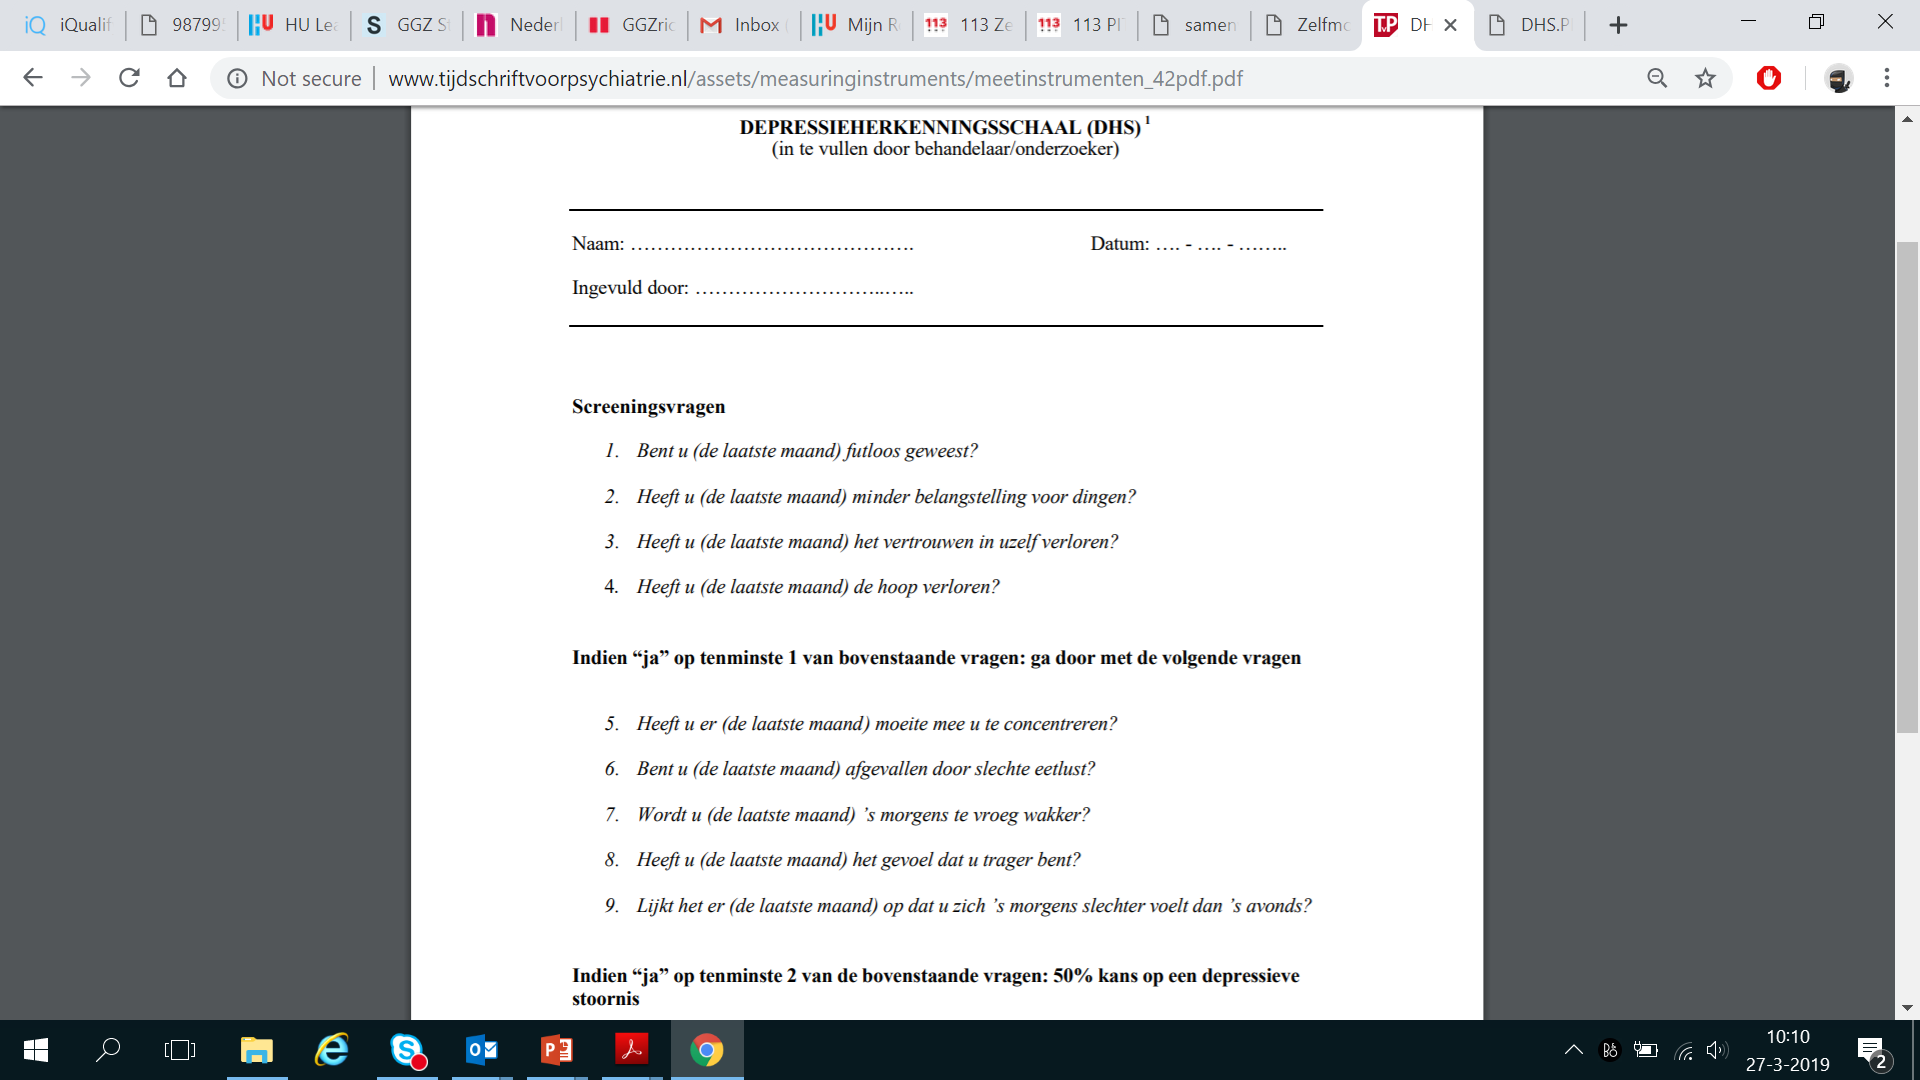 iQualif
98799
HU Lea
GGZ S
Neder
GGZric
Inbox (
Mijn R
113 Ze
113 PI
samen
Zelfmo
DH
DHS.P
Not secure
www.tijdschriftvoorpsychiatrie.nl/assets/measuringinstruments/meetinstrumenten_42pdf.pdf
DEPRESSIEHERKENNINGSSCHAAL (DHS) 1
(in te vullen door behandelaar/onderzoeker)
Naam: ……………………………………. Datum: …. - …. - ……..
Ingevuld door: ………………………..…..
Screeningsvragen
1. Bent u (de laatste maand) futloos geweest?
2. Heeft u (de laatste maand) minder belangstelling voor dingen?
3. Heeft u (de laatste maand) het vertrouwen in uzelf verloren?
4. Heeft u (de laatste maand) de hoop verloren?
Indien “ja” op tenminste 1 van bovenstaande vragen: ga door met de volgende vragen
5. Heeft u er (de laatste maand) moeite mee u te concentreren?
6. Bent u (de laatste maand) afgevallen door slechte eetlust?
7. Wordt u (de laatste maand) ’s morgens te vroeg wakker?
8. Heeft u (de laatste maand) het gevoel dat u trager bent?
9. Lijkt het er (de laatste maand) op dat u zich ’s morgens slechter voelt dan ’s avonds?
Indien “ja” op tenminste 2 van de bovenstaande vragen: 50% kans op een depressieve
stoornis
10:10
27-3-2019
2